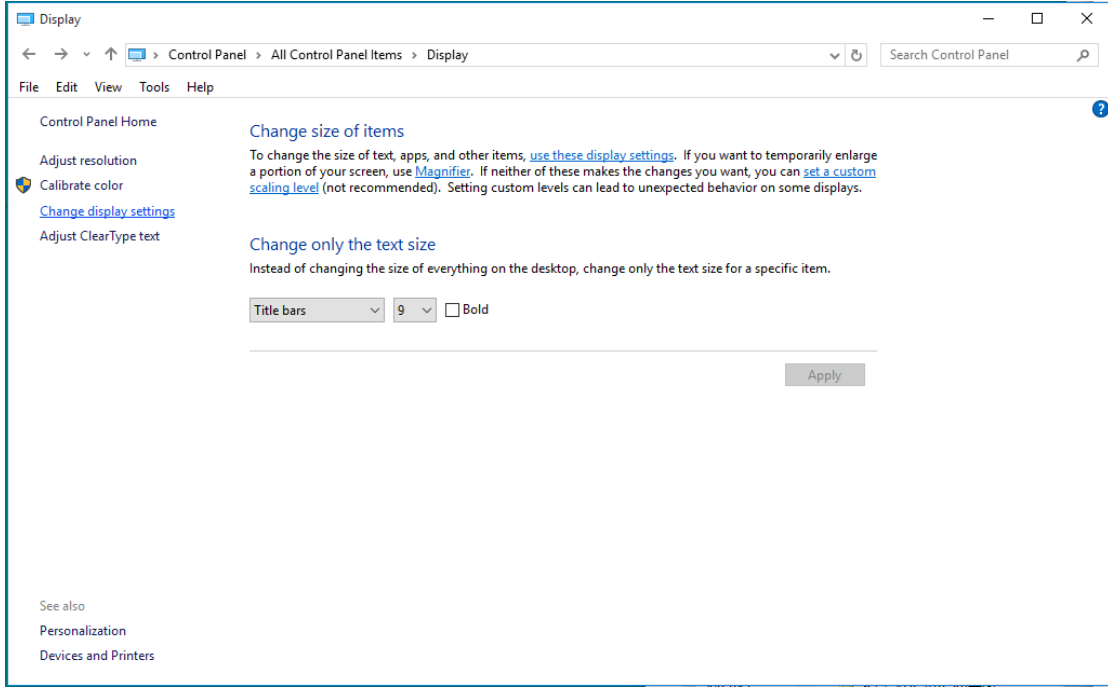 Display
Control Panel > All Control Panel Items > Display
Search Control Panel
File Edit View Tools Help
Control Panel Home
Adjust resolution
Calibrate color
Change display settings
Adjust ClearType text
See also
Personalization
Devices and Printers
Change size of items
To change the size of text, apps, and other items, use these display settings. If you want to temporarily enlarge
a portion of your screen, use Magnifier. If neither of these makes the changes you want, you can set a custom
scaling level (not recommended). Setting custom levels can lead to unexpected behavior on some displays.
Change only the text size
Instead of changing the size of everything on the desktop, change only the text size for a specific item.
Title bars 9 Bold
Apply